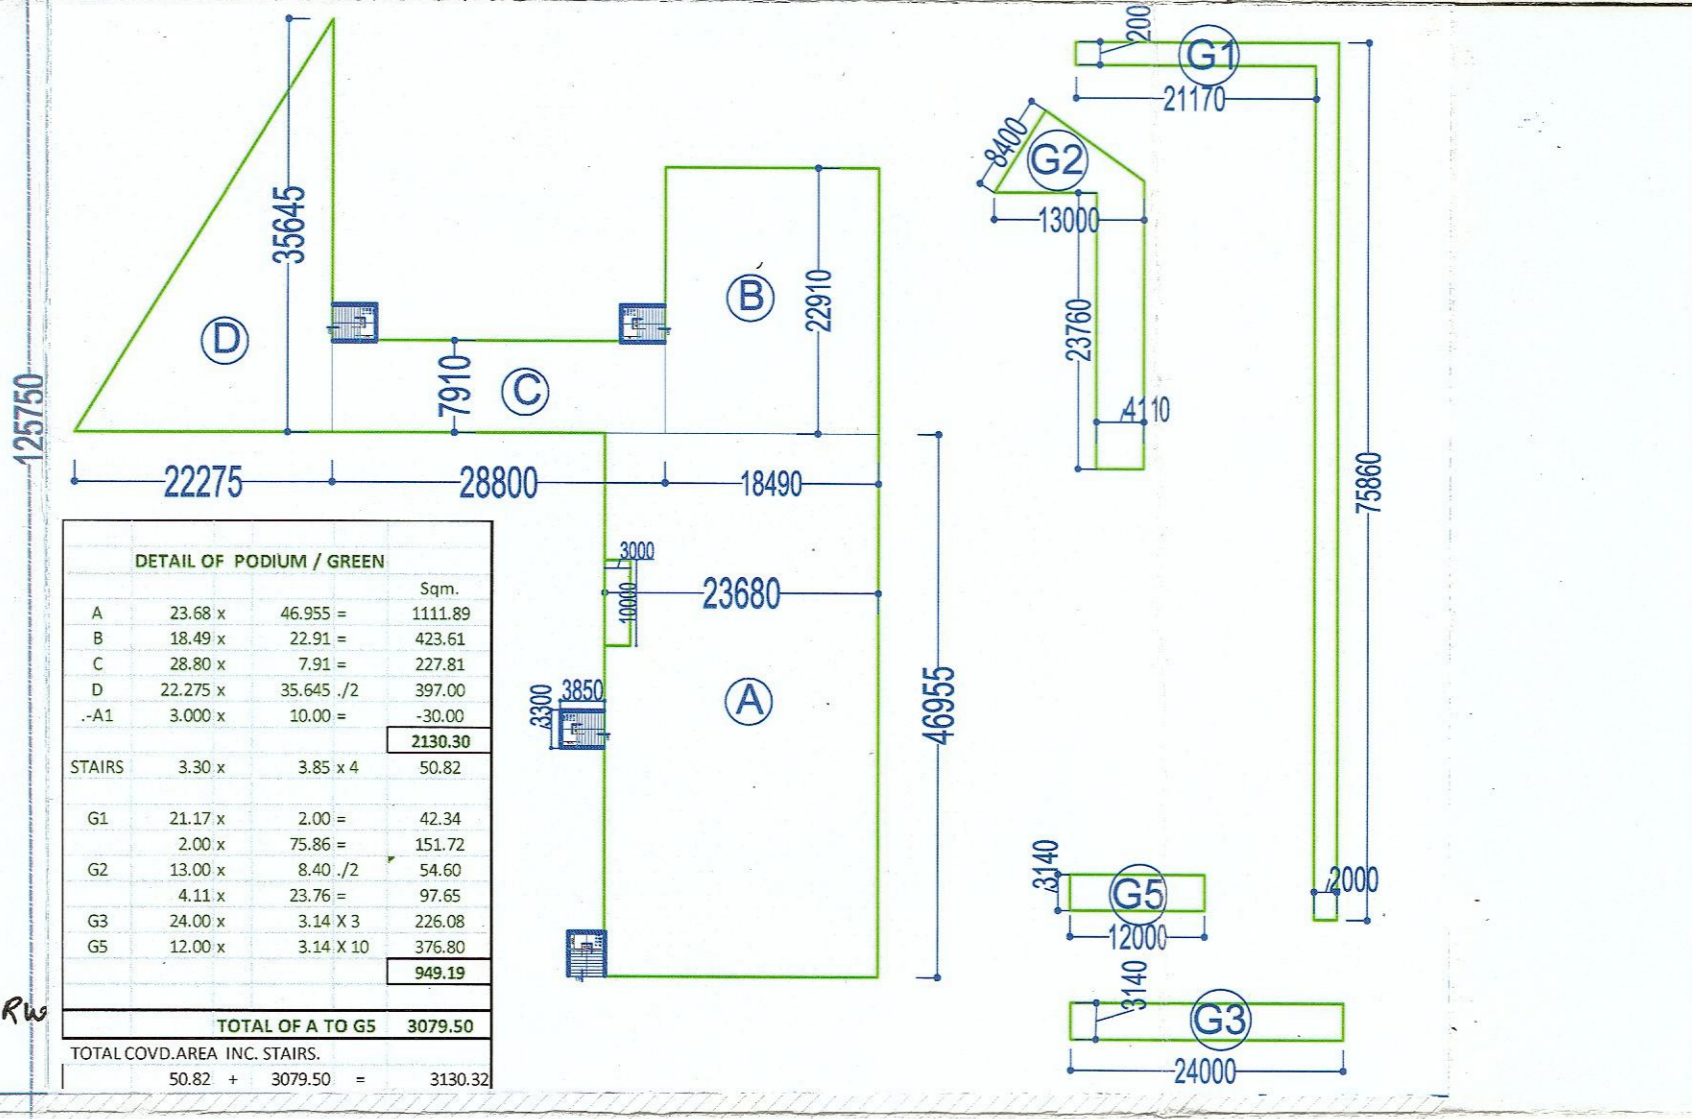 125750
35645
D
22275
7910
C
28800
B
22910
18490
3000
10000
23680
3850
3300
A
46955
200
G1
21170
8400
G2
13000
23760
4110
75860
2000
3140
G5
12000
3140
G3
24000
DETAIL OF PODIUM / GREEN
Sqm.
A 23.68 x 46.955 = 1111.89
B 18.49 x 22.91 = 423.61
C 28.80 x 7.91 = 227.81
D 22.275 x 35.645 ./2 397.00
.-A1 3.000 x 10.00 = -30.00
2130.30
STAIRS 3.30 x 3.85 x 4 50.82
G1 21.17 x 2.00 = 42.34
2.00 x 75.86 = 151.72
G2 13.00 x 8.40 ./2 54.60
4.11 x 23.76 = 97.65
G3 24.00 x 3.14 X 3 226.08
G5 12.00 x 3.14 X 10 376.80
949.19
RW
TOTAL OF A TO G5 3079.50
TOTAL COVD.AREA INC. STAIRS.
50.82 + 3079.50 = 3130.32